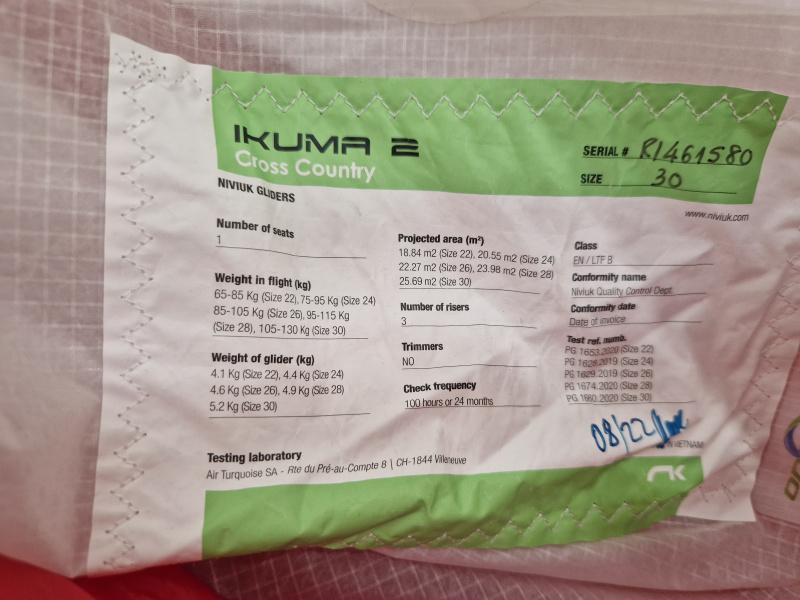 IKUMA 2
Cross Country
SERIAL # R1461580
SIZE 30
NIVIUK GLIDERS
www.niviuk.com
Number of seats
1
Weight in flight (kg)
65-85 Kg (Size 22), 75-95 Kg (Size 24)
85-105 Kg (Size 26), 95-115 Kg
(Size 28), 105-130 Kg (Size 30)
Weight of glider (kg)
4.1 Kg (Size 22), 4.4 Kg (Size 24)
4.6 Kg (Size 26), 4.9 Kg (Size 28)
5.2 Kg (Size 30)
Projected area (m²)
18.84 m2 (Size 22), 20.55 m2 (Size 24)
22.27 m2 (Size 26), 23.98 m2 (Size 28)
25.69 m2 (Size 30)
Number of risers
3
Trimmers
NO
Check frequency
100 hours or 24 months
Class
EN / LTF B
Conformity name
Niviuk Quality Control Dept.
Conformity date
Date of invoice
Test ref. numb.
PG 1653.2020 (Size 22)
PG 1628.2019 (Size 24)
PG 1629.2019 (Size 26)
PG 1674.2020 (Size 28)
PG 1660.2020 (Size 30)
08/22
IN VIETNAM
Testing laboratory
Air Turquoise SA - Rte du Pré-au-Compte 8 | CH-1844 Villeneuve